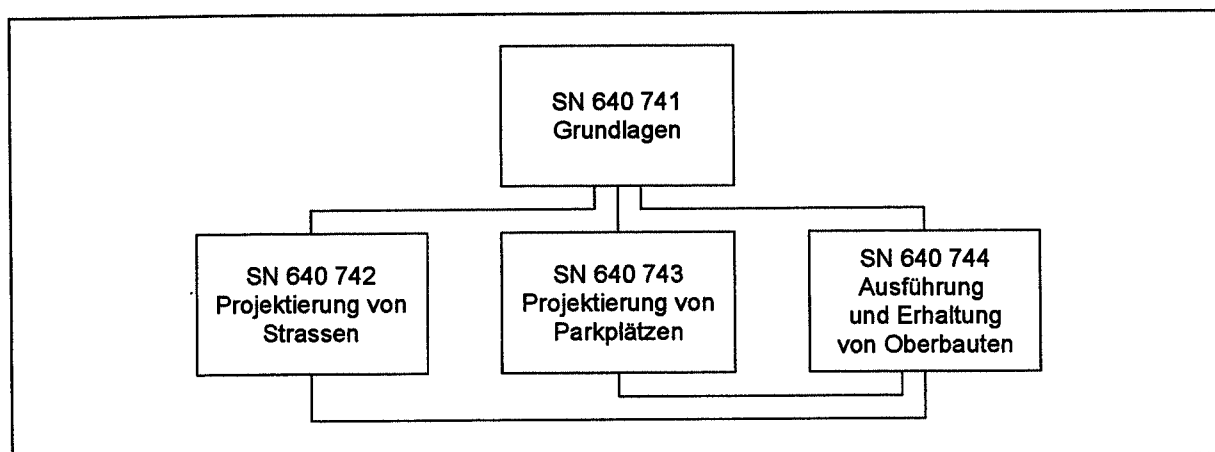 SN 640 741
Grundlagen
SN 640 742
Projektierung von
Strassen
SN 640 743
Projektierung von
Parkplätzen
SN 640 744
Ausführung
und Erhaltung
von Oberbauten